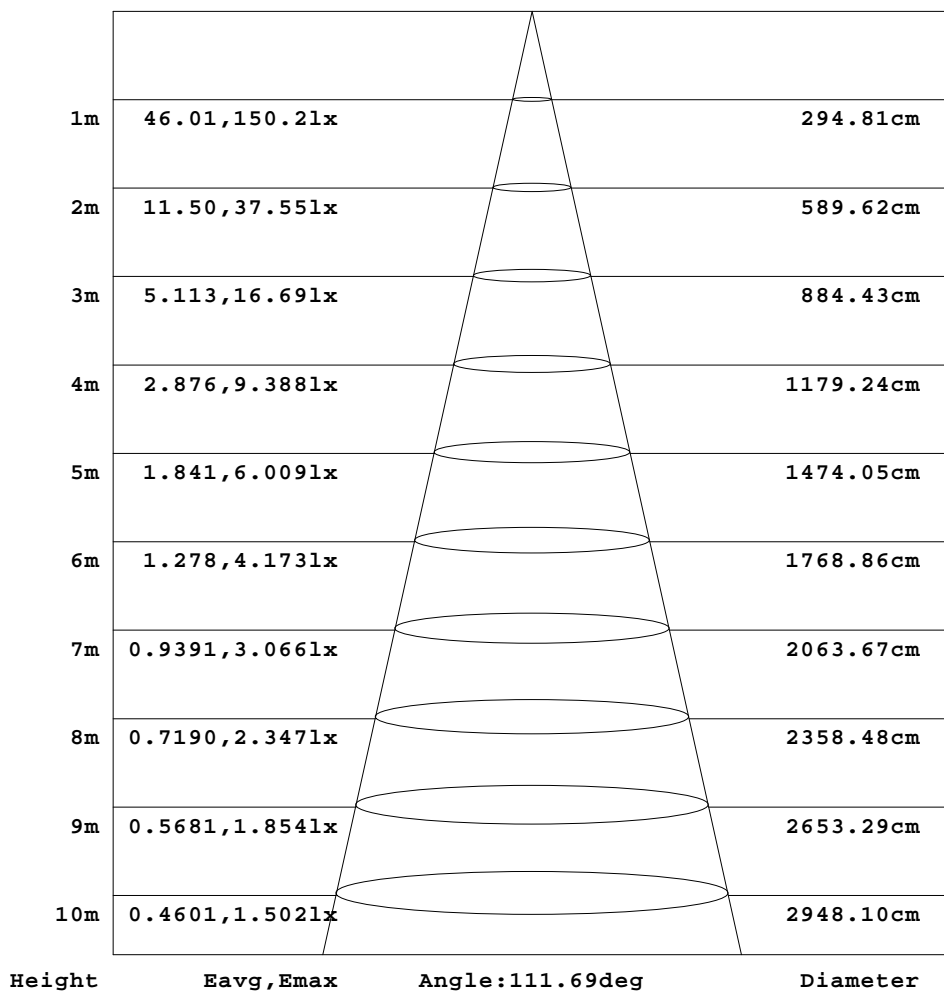 1m 46.01,150.2lx 294.81cm
2m 11.50,37.55lx 589.62cm
3m 5.113,16.69lx 884.43cm
4m 2.876,9.388lx 1179.24cm
5m 1.841,6.009lx 1474.05cm
6m 1.278,4.173lx 1768.86cm
7m 0.9391,3.066lx 2063.67cm
8m 0.7190,2.347lx 2358.48cm
9m 0.5681,1.854lx 2653.29cm
10m 0.4601,1.502lx 2948.10cm
Height Eavg,Emax Angle:111.69deg Diameter